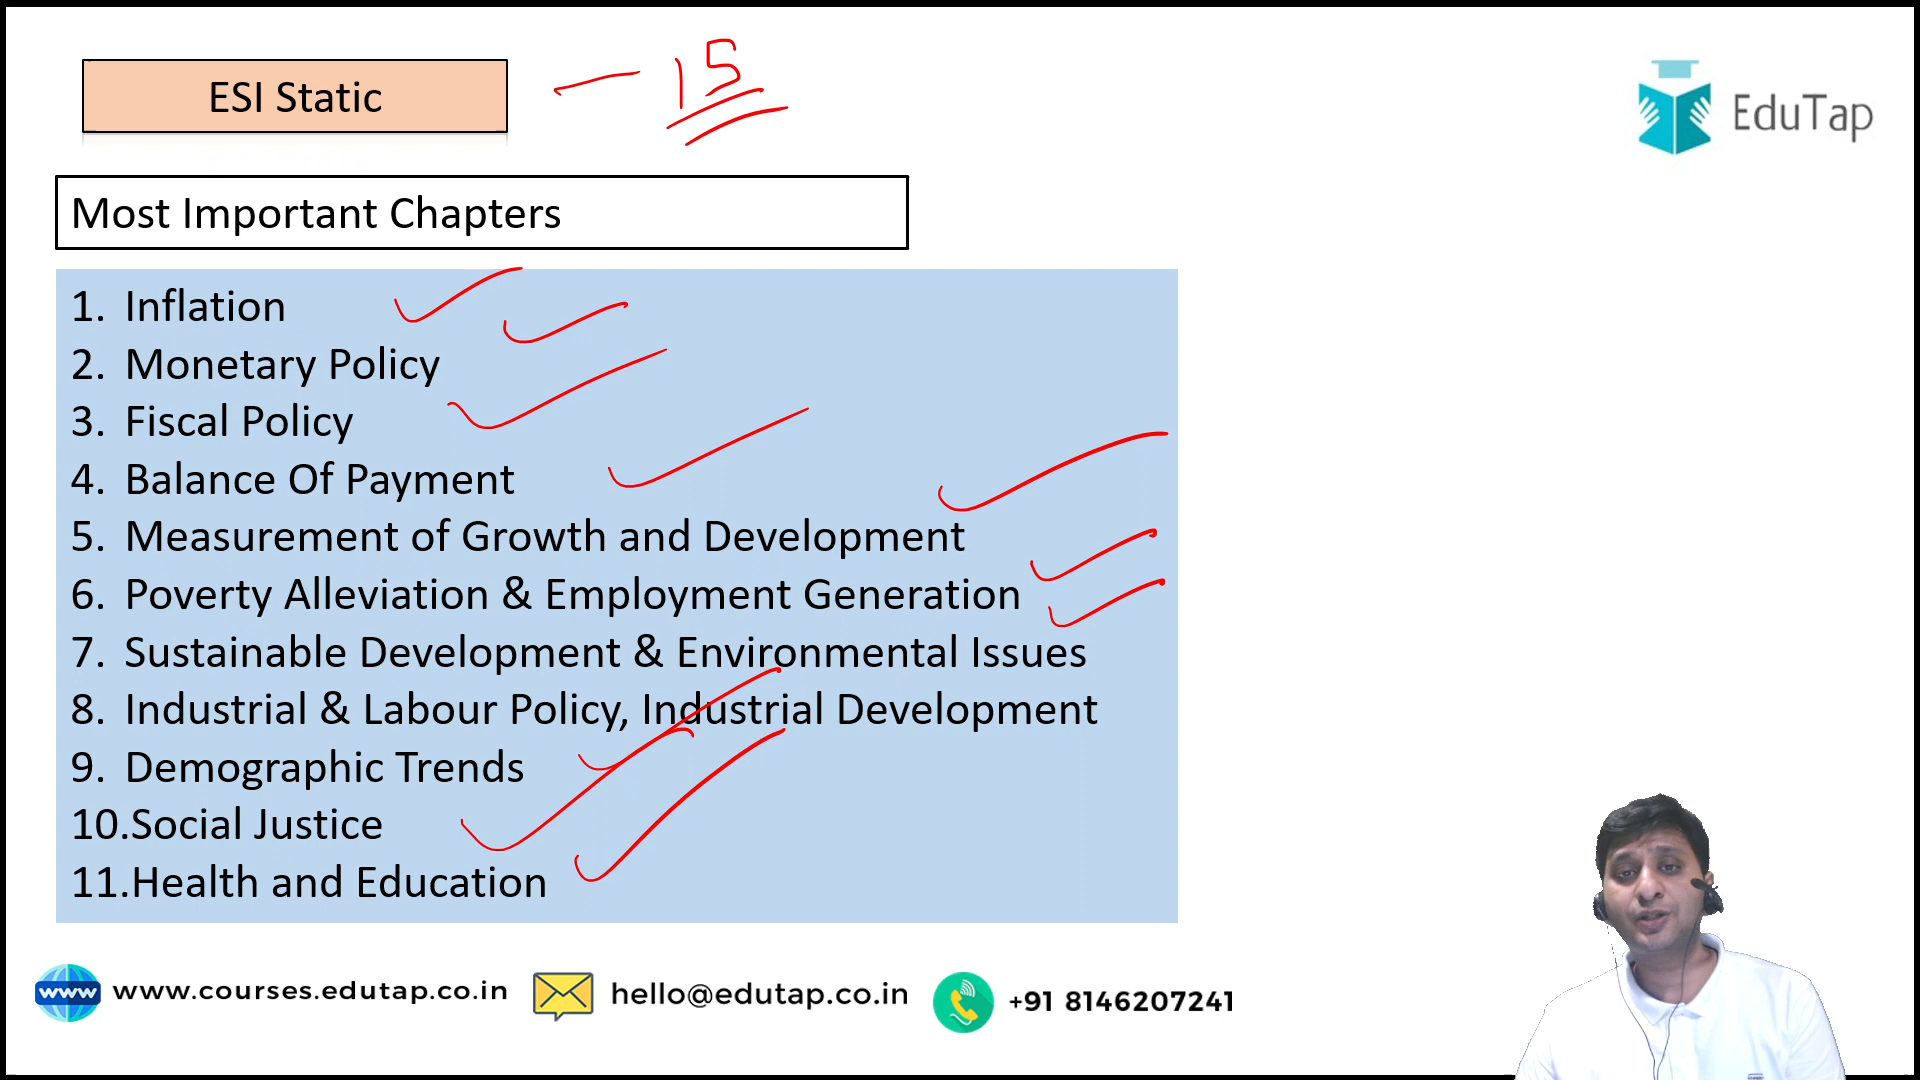 ESI Static
15
EduTap
Most Important Chapters
1. Inflation
2. Monetary Policy
3. Fiscal Policy
4. Balance Of Payment
5. Measurement of Growth and Development
6. Poverty Alleviation & Employment Generation
7. Sustainable Development & Environmental Issues
8. Industrial & Labour Policy, Industrial Development
9. Demographic Trends
10.Social Justice
11.Health and Education
www
www.courses.edutap.co.in
hello@edutap.co.in
+91 8146207241